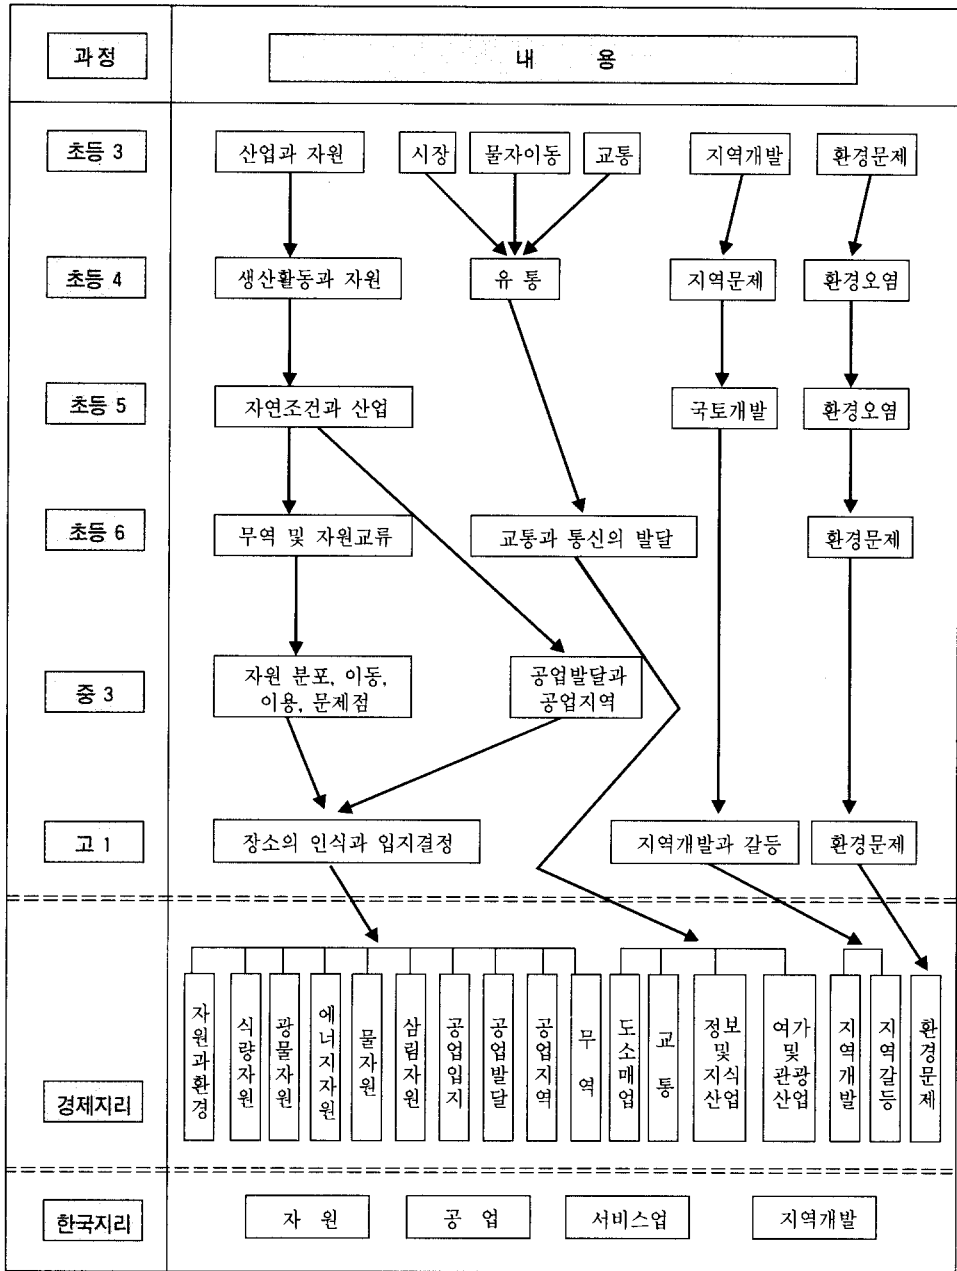 과정
내 용
초등 3
산업과 자원
시장
물자이동
교통
지역개발
환경문제
초등 4
생산활동과 자원
유 통
지역문제
환경오염
초등 5
자연조건과 산업
국토개발
환경오염
초등 6
무역 및 자원교류
교통과 통신의 발달
환경문제
중 3
자원 분포, 이동,
이용, 문제점
공업발달과
공업지역
고 1
장소의 인식과 입지결정
지역개발과 갈등
환경문제
경제지리
자원과환경
식량자원
광물자원
에너지자원
물자원
삼림자원
공업입지
공업발달
공업지역
무 역
도소매업
교 통
정보및지식산업
여가및관광산업
지역개발
지역갈등
환경문제
한국지리
자 원
공 업
서비스업
지역개발